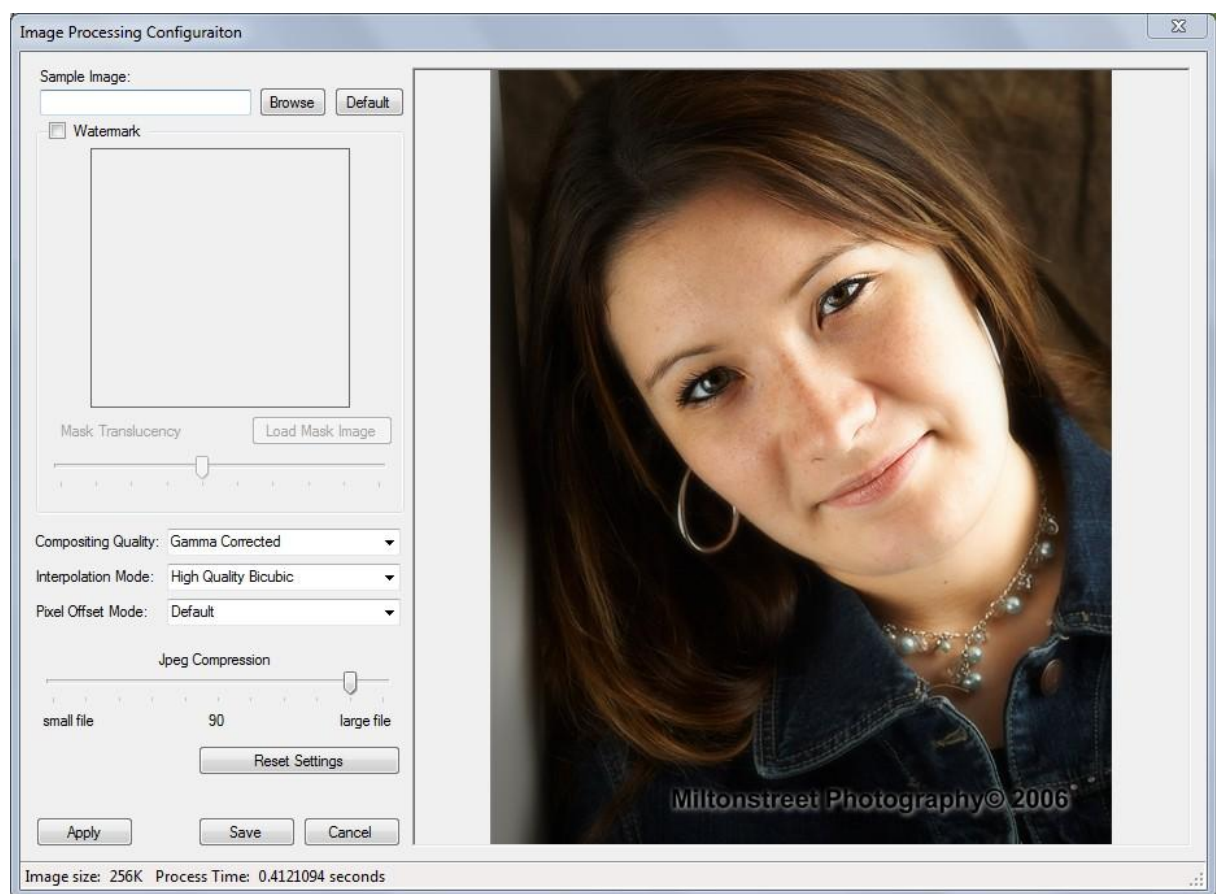 Image Processing Configuraiton
Sample Image:
Browse
Default
Watermark
Mask Translucency
Load Mask Image
Compositing Quality:
Gamma Corrected
Interpolation Mode:
High Quality Bicubic
Pixel Offset Mode:
Default
Jpeg Compression
small file
90
large file
Reset Settings
Apply
Save
Cancel
Miltonstreet Photography© 2006
Image size: 256K Process Time: 0.4121094 seconds